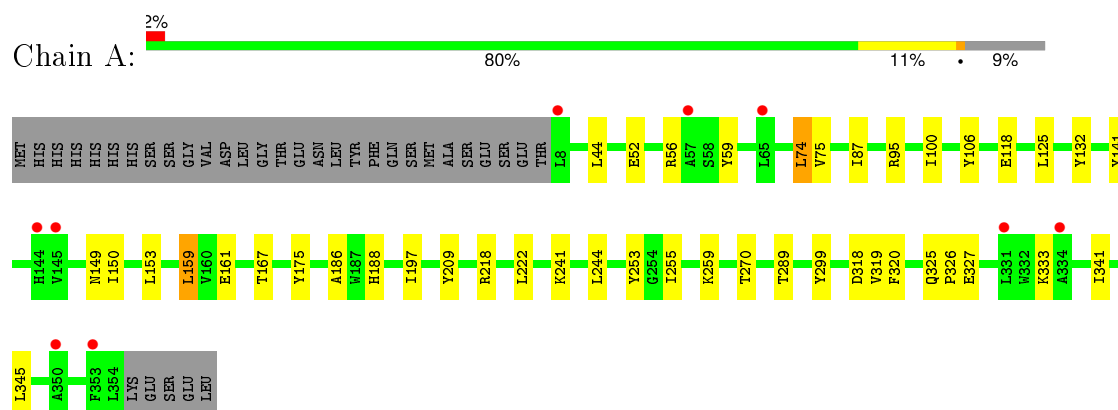 2%
Chain A:
80% 11% • 9%
MET HIS HIS HIS HIS HIS HIS SER SER GLY VAL ASP LEU GLY THR GLU ASN LEU TYR PHE GLN SER MET ALA SER GLU SER GLU THR L8 L44 E52 R56 A57 S58 Y59 L65 L74 V75 I87 R95 I100 Y106 E118 L125 Y132
H144 V145 N149 I150 L153 L159 V160 E161 T167 Y175 A186 W187 H188 I197 Y209 R218 L222 K241 L244 Y253 G254 I255 K259 T270 T289 Y299 D318 V319 F320 Q325 P326 E327 L331 W332 K333 A334 I341
L345 A350 F353 L354 LYS GLU SER GLU LEU